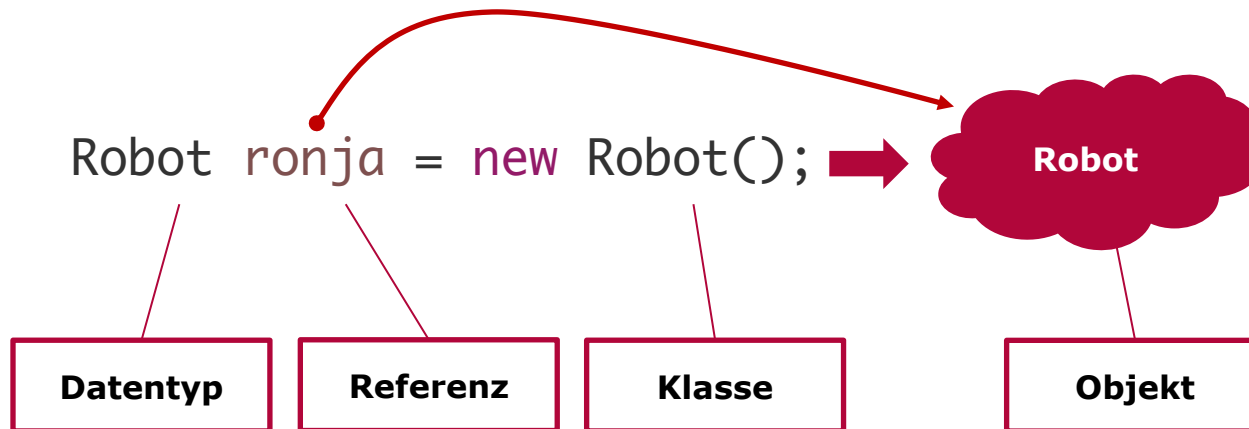 Robot ronja = new Robot();
Robot
Datentyp
Referenz
Klasse
Objekt